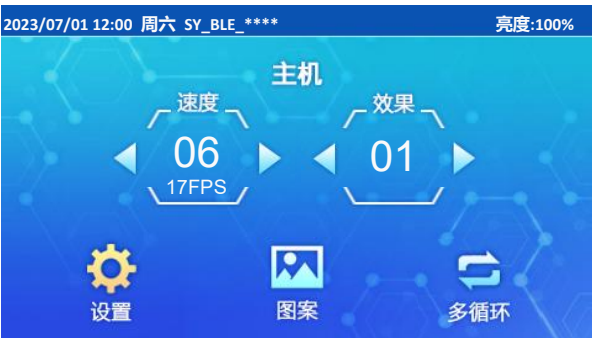 2023/07/01 12:00 周六 SY_BLE_**** 亮度:100%
主机
速度 效果
06 01
17FPS
设置 图案 多循环